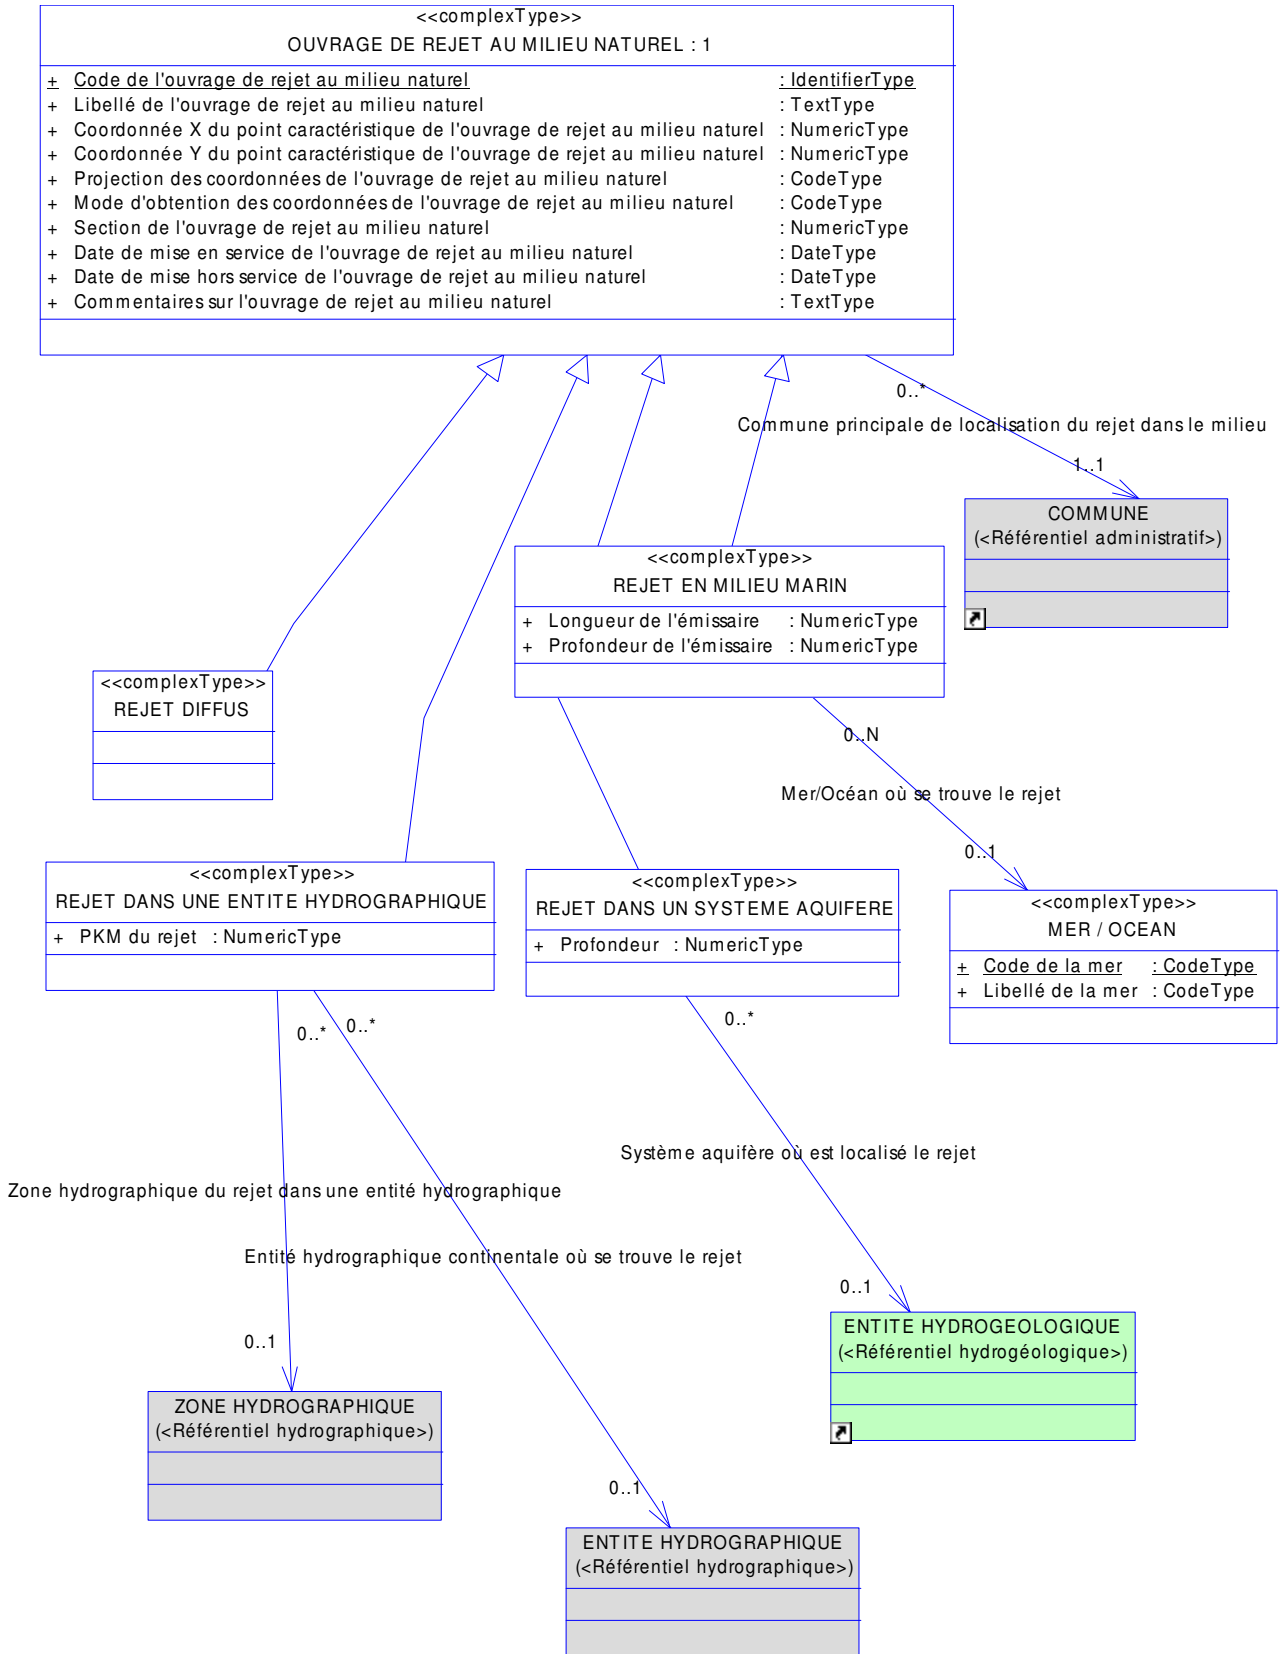 <<complexType>>
OUVRAGE DE REJET AU MILIEU NATUREL : 1
+ Code de l'ouvrage de rejet au milieu naturel : IdentifierType
+ Libellé de l'ouvrage de rejet au milieu naturel : TextType
+ Coordonnée X du point caractéristique de l'ouvrage de rejet au milieu naturel : NumericType
+ Coordonnée Y du point caractéristique de l'ouvrage de rejet au milieu naturel : NumericType
+ Projection des coordonnées de l'ouvrage de rejet au milieu naturel : CodeType
+ Mode d'obtention des coordonnées de l'ouvrage de rejet au milieu naturel : CodeType
+ Section de l'ouvrage de rejet au milieu naturel : NumericType
+ Date de mise en service de l'ouvrage de rejet au milieu naturel : DateType
+ Date de mise hors service de l'ouvrage de rejet au milieu naturel : DateType
+ Commentaires sur l'ouvrage de rejet au milieu naturel : TextType
0..*
Commune principale de localisation du rejet dans le milieu
1..1
COMMUNE
(<Référentiel administratif>)
<<complexType>>
REJET EN MILIEU MARIN
+ Longueur de l'émissaire : NumericType
+ Profondeur de l'émissaire : NumericType
<<complexType>>
REJET DIFFUS
0..N
Mer/Océan où se trouve le rejet
0..1
<<complexType>>
REJET DANS UNE ENTITE HYDROGRAPHIQUE
+ PKM du rejet : NumericType
<<complexType>>
REJET DANS UN SYSTEME AQUIFERE
+ Profondeur : NumericType
<<complexType>>
MER / OCEAN
+ Code de la mer : CodeType
+ Libellé de la mer : CodeType
0..*
0..*
0..*
Système aquifère où est localisé le rejet
Zone hydrographique du rejet dans une entité hydrographique
Entité hydrographique continentale où se trouve le rejet
0..1
ENTITE HYDROGEOLOGIQUE
(<Référentiel hydrogéologique>)
0..1
ZONE HYDROGRAPHIQUE
(<Référentiel hydrographique>)
0..1
ENTITE HYDROGRAPHIQUE
(<Référentiel hydrographique>)